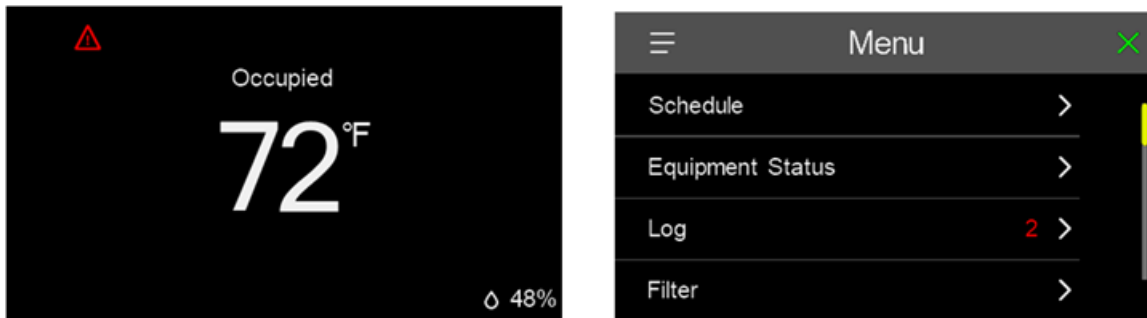 Occupied
72°F
48%
Menu
Schedule
Equipment Status
Log 2
Filter